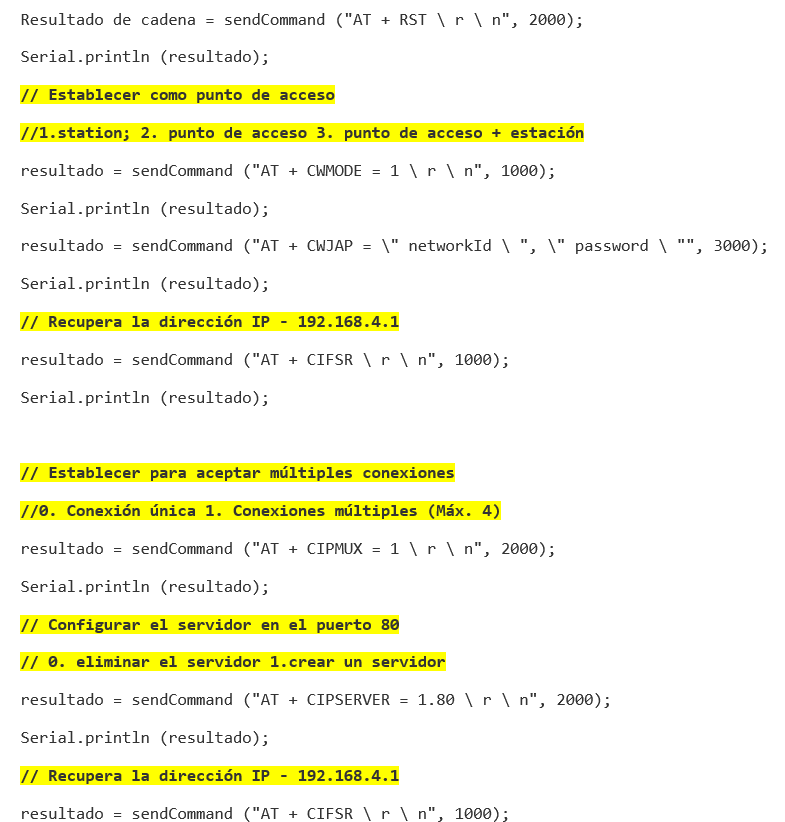 Resultado de cadena = sendCommand ("AT + RST \ r \ n", 2000);
Serial.println (resultado);
// Establecer como punto de acceso
//1.station; 2. punto de acceso 3. punto de acceso + estación
resultado = sendCommand ("AT + CWMODE = 1 \ r \ n", 1000);
Serial.println (resultado);
resultado = sendCommand ("AT + CWJAP = \" networkId \ ", \" password \ "", 3000);
Serial.println (resultado);
// Recupera la dirección IP - 192.168.4.1
resultado = sendCommand ("AT + CIFSR \ r \ n", 1000);
Serial.println (resultado);
// Establecer para aceptar múltiples conexiones
//0. Conexión única 1. Conexiones múltiples (Máx. 4)
resultado = sendCommand ("AT + CIPMUX = 1 \ r \ n", 2000);
Serial.println (resultado);
// Configurar el servidor en el puerto 80
// 0. eliminar el servidor 1.crear un servidor
resultado = sendCommand ("AT + CIPSERVER = 1.80 \ r \ n", 2000);
Serial.println (resultado);
// Recupera la dirección IP - 192.168.4.1
resultado = sendCommand ("AT + CIFSR \ r \ n", 1000);